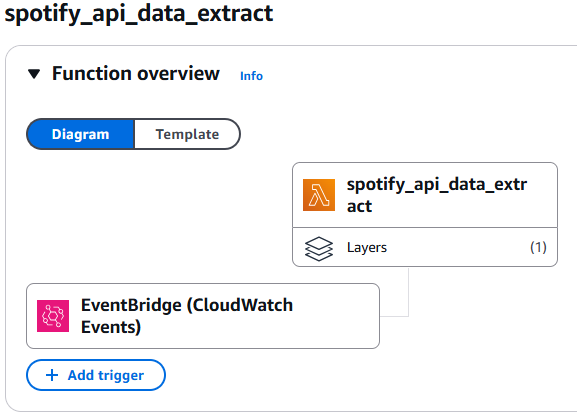 spotify_api_data_extract
Function overview Info
Diagram Template
spotify_api_data_extr
act
Layers (1)
EventBridge (CloudWatch
Events)
Add trigger